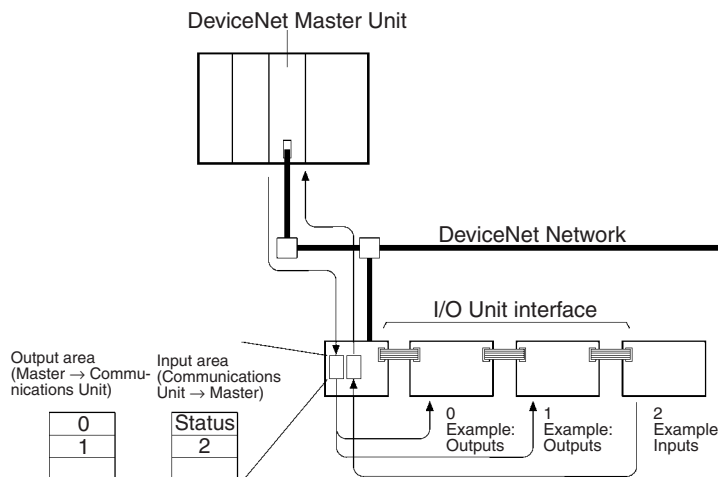 DeviceNet Master Unit
DeviceNet Network
I/O Unit interface
Output area
(Master → Commu-
nications Unit)
Input area
(Communications
Unit → Master)
0
Example:
Outputs
1
Example:
Outputs
2
Example:
Inputs
0
1
Status
2